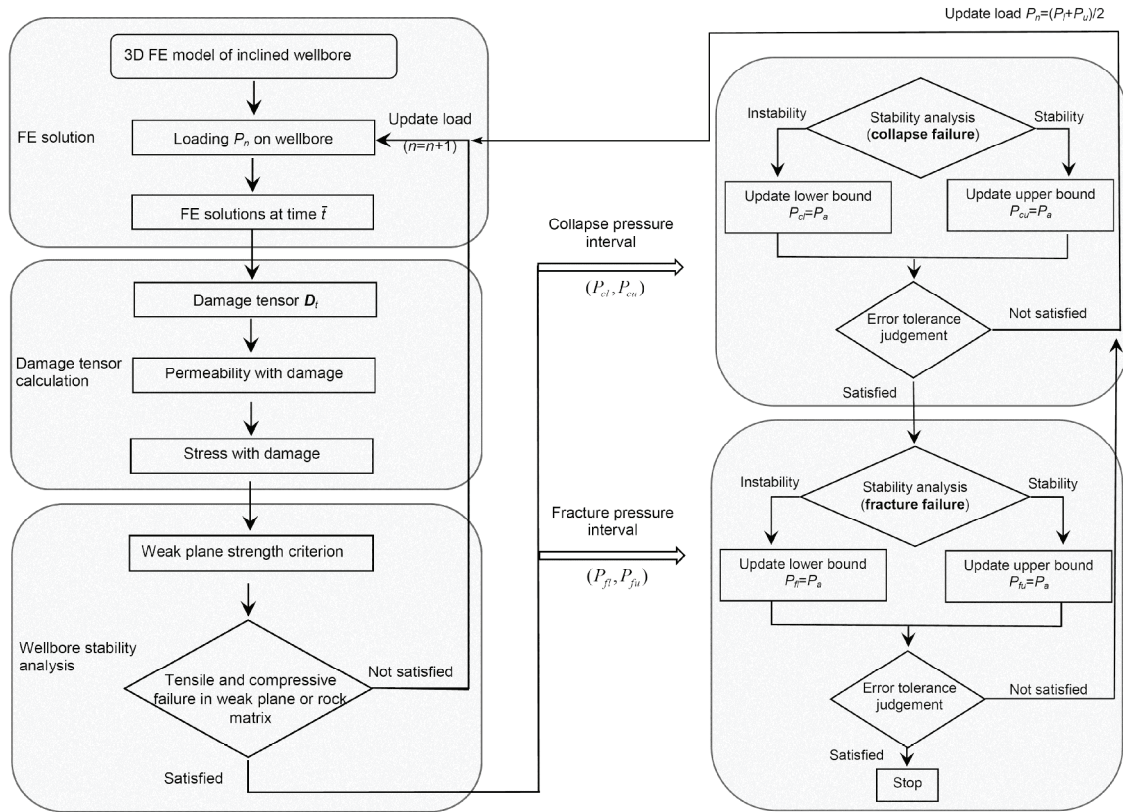 3D FE model of inclined wellbore
FE solution
Loading Pn on wellbore
Update load
(n=n+1)
FE solutions at time t̄
Damage tensor Dt
Damage tensor
calculation
Permeability with damage
Stress with damage
Weak plane strength criterion
Wellbore stability
analysis
Tensile and compressive
failure in weak plane or rock
matrix
Not satisfied
Satisfied
Collapse pressure
interval
(Pcl, Pcu)
Fracture pressure
interval
(Pfl, Pfu)
Update load Pn=(Pl+Pu)/2
Instability
Stability analysis
(collapse failure)
Stability
Update lower bound
Pcl=Pa
Update upper bound
Pcu=Pa
Error tolerance
judgement
Not satisfied
Satisfied
Instability
Stability analysis
(fracture failure)
Stability
Update lower bound
Pfl=Pa
Update upper bound
Pfu=Pa
Error tolerance
judgement
Not satisfied
Satisfied
Stop